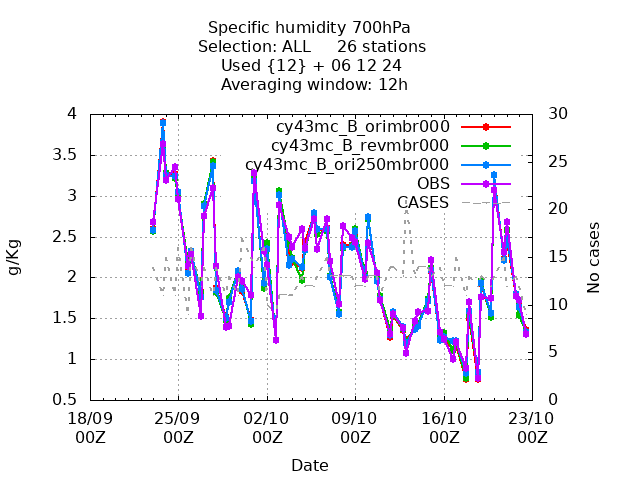 Specific humidity 700hPa
Selection: ALL     26 stations
Used {12} + 06 12 24
Averaging window: 12h
cy43mc_B_orimbr000
cy43mc_B_revmbr000
cy43mc_B_ori250mbr000
OBS
CASES
4
3.5
3
2.5
2
1.5
1
0.5
g/Kg
30
25
20
15
10
5
0
No cases
18/09 25/09 02/10 09/10 16/10 23/10
00Z 00Z 00Z 00Z 00Z 00Z
Date